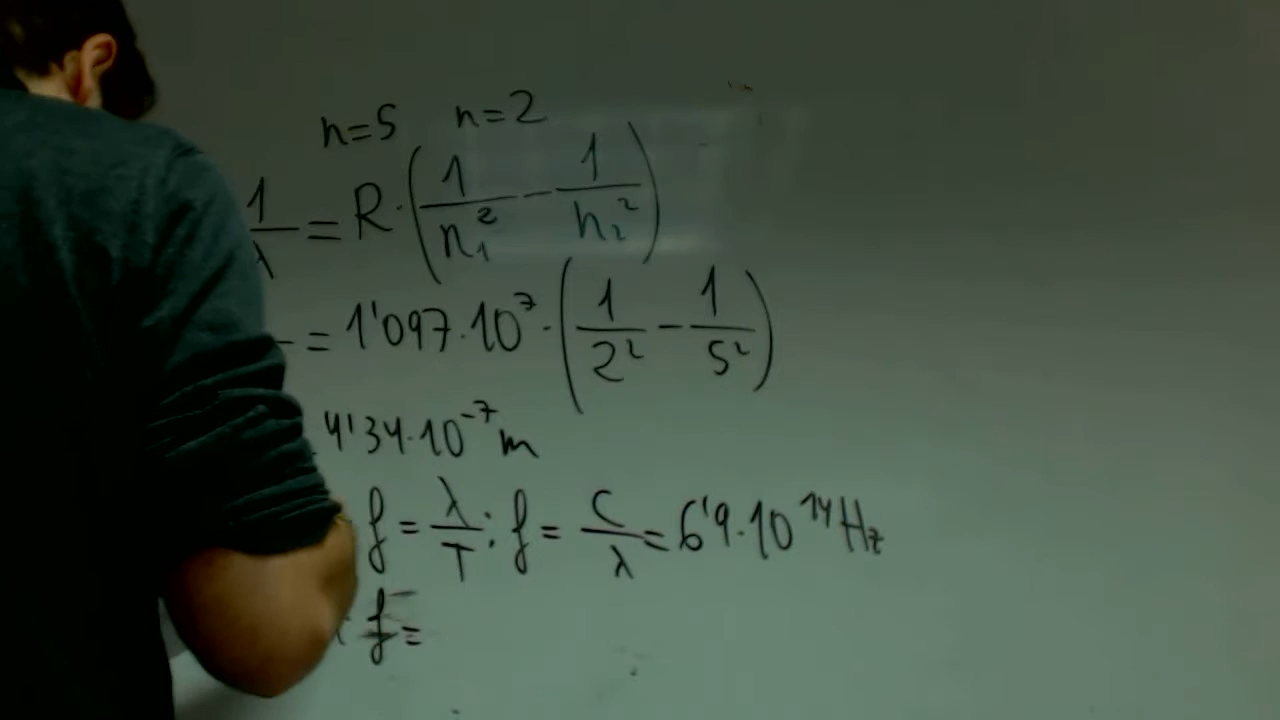 n=5 n=2
1/λ = R·(1/n₁² - 1/n₂²)
= 1'097·10⁷·(1/2² - 1/5²)
4'34·10⁻⁷ m
f = λ/T ; f = c/λ = 6'9·10¹⁴ Hz
f =